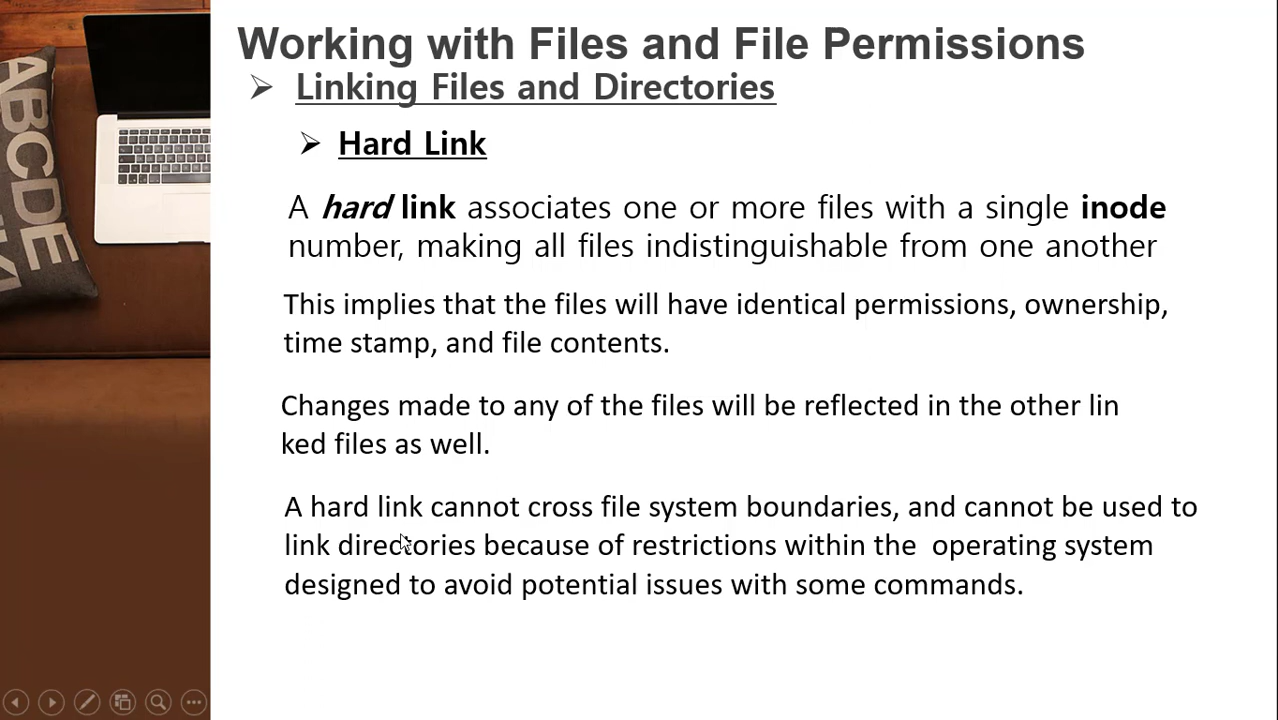 Working with Files and File Permissions
Linking Files and Directories
Hard Link
A hard link associates one or more files with a single inode
number, making all files indistinguishable from one another
This implies that the files will have identical permissions, ownership,
time stamp, and file contents.
Changes made to any of the files will be reflected in the other lin
ked files as well.
A hard link cannot cross file system boundaries, and cannot be used to
link directories because of restrictions within the operating system
designed to avoid potential issues with some commands.
ABCDE